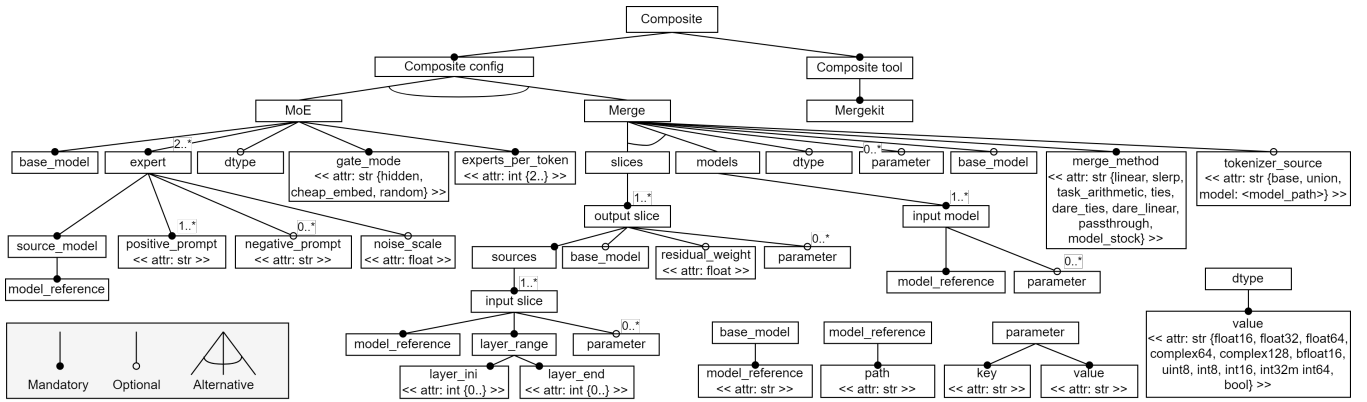 Composite
Composite config
Composite tool
MoE
Merge
Mergekit
2..*
0..*
base_model
expert
dtype
gate_mode
<< attr: str {hidden,
cheap_embed, random} >>
experts_per_token
<< attr: int {2..} >>
slices
models
dtype
parameter
base_model
merge_method
<< attr: str {linear, slerp,
task_arithmetic, ties,
dare_ties, dare_linear,
passthrough,
model_stock} >>
tokenizer_source
<< attr: str {base, union,
model: <model_path>} >>
1..*
0..*
1..*
1..*
source_model
positive_prompt
<< attr: str >>
negative_prompt
<< attr: str >>
noise_scale
<< attr: float >>
output slice
input model
model_reference
0..*
sources
base_model
residual_weight
<< attr: float >>
parameter
0..*
model_reference
parameter
1..*
input slice
0..*
model_reference
layer_range
parameter
layer_ini
<< attr: int {0..} >>
layer_end
<< attr: int {0..} >>
Mandatory
Optional
Alternative
base_model
model_reference
<< attr: str >>
model_reference
path
<< attr: str >>
parameter
key
<< attr: str >>
value
<< attr: str >>
dtype
value
<< attr: str {float16, float32, float64,
complex64, complex128, bfloat16,
uint8, int8, int16, int32m int64,
bool} >>